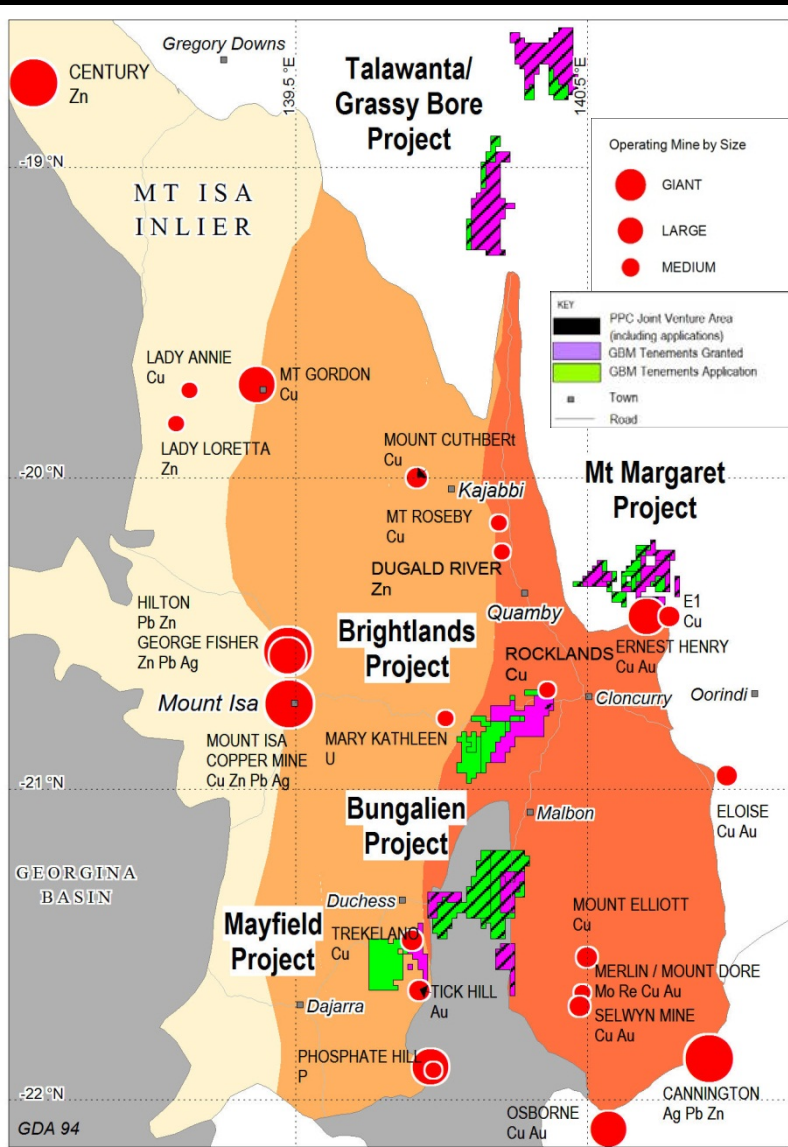 Gregory Downs
CENTURY
Zn
139.5 °E
140.5 °E
Talawanta/
Grassy Bore
Project
-19°N
MT ISA
INLIER
Operating Mine by Size
GIANT
LARGE
MEDIUM
KEY
PPC Joint Venture Area
(including applications)
GBM Tenements Granted
GBM Tenements Application
Town
Road
LADY ANNIE
Cu
MT GORDON
Cu
LADY LORETTA
Zn
MOUNT CUTHBERt
Cu
-20 °N
Kajabbi
Mt Margaret
Project
MT ROSEBY
Cu
DUGALD RIVER
Zn
Quamby
E1
Cu
HILTON
Pb Zn
GEORGE FISHER
Zn Pb Ag
Brightlands
Project
ERNEST HENRY
Cu Au
ROCKLANDS
Cu
Mount Isa
Cloncurry
Oorindi
MOUNT ISA
COPPER MINE
Cu Zn Pb Ag
MARY KATHLEEN
U
-21 °N
Bungalien
Project
Malbon
ELOISE
Cu Au
GEORGINA
BASIN
Duchess
Mayfield
Project
TREKELANO
Cu
MOUNT ELLIOTT
Cu
MERLIN / MOUNT DORE
Mo Re Cu Au
TICK HILL
Au
Dajarra
SELWYN MINE
Cu Au
PHOSPHATE HILL
P
CANNINGTON
Ag Pb Zn
-22 °N
OSBORNE
Cu Au
GDA 94